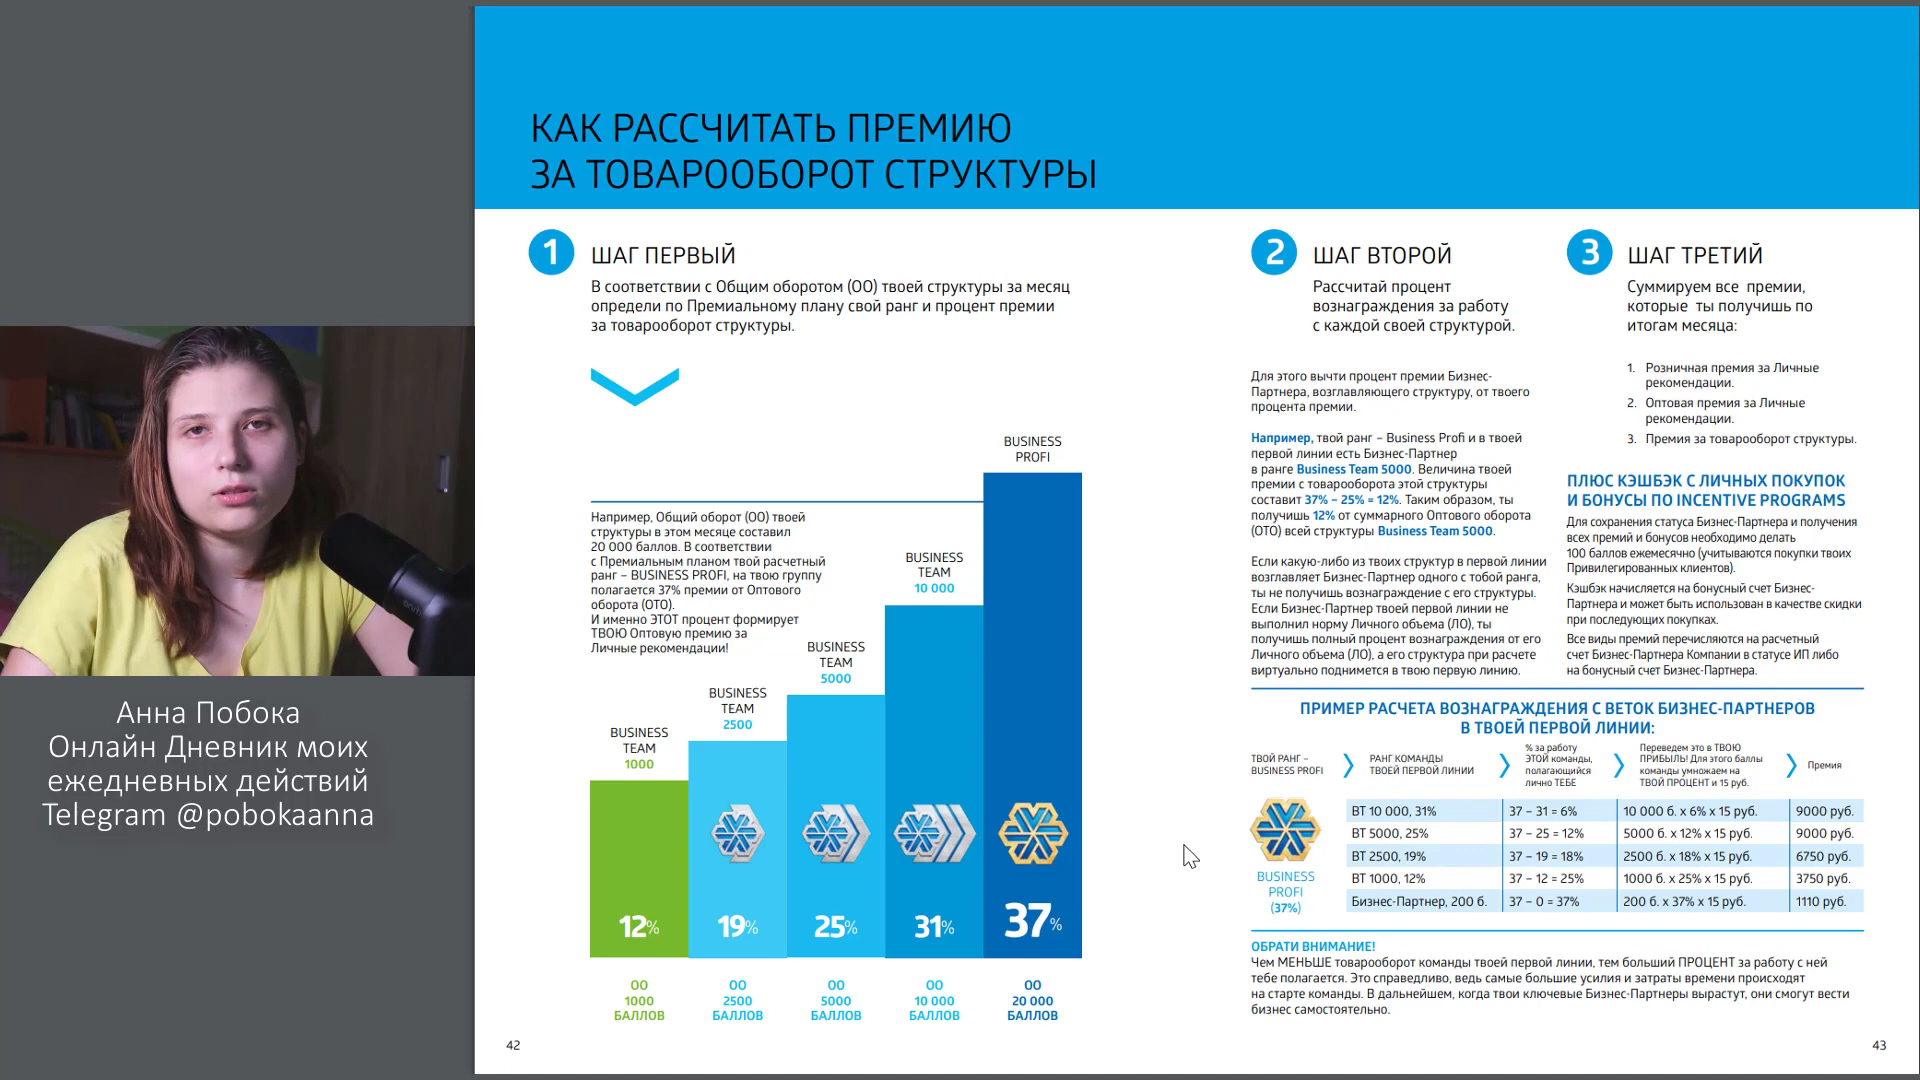 КАК РАССЧИТАТЬ ПРЕМИЮ
ЗА ТОВАРООБОРОТ СТРУКТУРЫ
1
ШАГ ПЕРВЫЙ
В соответствии с Общим оборотом (ОО) твоей структуры за месяц
определи по Премиальному плану свой ранг и процент премии
за товарооборот структуры.
Например, Общий оборот (ОО) твоей
структуры в этом месяце составил
20 000 баллов. В соответствии
с Премиальным планом твой расчетный
ранг – BUSINESS PROFI, на твою группу
полагается 37% премии от Оптового
оборота (ОТО).
И именно ЭТОТ процент формирует
ТВОЮ Оптовую премию за
Личные рекомендации!
BUSINESS
TEAM
1000
BUSINESS
TEAM
2500
BUSINESS
TEAM
5000
BUSINESS
TEAM
10 000
BUSINESS
PROFI
12%
19%
25%
31%
37%
ОО
1000
БАЛЛОВ
ОО
2500
БАЛЛОВ
ОО
5000
БАЛЛОВ
ОО
10 000
БАЛЛОВ
ОО
20 000
БАЛЛОВ
42
2
ШАГ ВТОРОЙ
Рассчитай процент
вознаграждения за работу
с каждой своей структурой.
Для этого вычти процент премии Бизнес-
Партнера, возглавляющего структуру, от твоего
процента премии.
Например, твой ранг – Business Profi и в твоей
первой линии есть Бизнес-Партнер
в ранге Business Team 5000. Величина твоей
премии с товарооборота этой структуры
составит 37% – 25% = 12%. Таким образом, ты
получишь 12% от суммарного Оптового оборота
(ОТО) всей структуры Business Team 5000.
Если какую-либо из твоих структур в первой линии
возглавляет Бизнес-Партнер одного с тобой ранга,
ты не получишь вознаграждение с его структуры.
Если Бизнес-Партнер твоей первой линии не
выполнил норму Личного объема (ЛО), ты
получишь полный процент вознаграждения от его
Личного объема (ЛО), а его структура при расчете
виртуально поднимется в твою первую линию.
3
ШАГ ТРЕТИЙ
Суммируем все премии,
которые ты получишь по
итогам месяца:
1. Розничная премия за Личные
рекомендации.
2. Оптовая премия за Личные
рекомендации.
3. Премия за товарооборот структуры.
ПЛЮС КЭШБЭК С ЛИЧНЫХ ПОКУПОК
И БОНУСЫ ПО INCENTIVE PROGRAMS
Для сохранения статуса Бизнес-Партнера и получения
всех премий и бонусов необходимо делать
100 баллов ежемесячно (учитываются покупки твоих
Привилегированных клиентов).
Кэшбэк начисляется на бонусный счет Бизнес-
Партнера и может быть использован в качестве скидки
при последующих покупках.
Все виды премий перечисляются на расчетный
счет Бизнес-Партнера Компании в статусе ИП либо
на бонусный счет Бизнес-Партнера.
ПРИМЕР РАСЧЕТА ВОЗНАГРАЖДЕНИЯ С ВЕТОК БИЗНЕС-ПАРТНЕРОВ
В ТВОЕЙ ПЕРВОЙ ЛИНИИ:
ТВОЙ РАНГ –
BUSINESS PROFI
РАНГ КОМАНДЫ
ТВОЕЙ ПЕРВОЙ ЛИНИИ
% за работу
ЭТОЙ команды,
полагающийся
лично ТЕБЕ
Переведем это в ТВОЮ
ПРИБЫЛЬ! Для этого баллы
команды умножаем на
ТВОЙ ПРОЦЕНТ и 15 руб.
Премия
BUSINESS
PROFI
(37%)
BT 10 000, 31% 37 – 31 = 6% 10 000 б. x 6% x 15 руб. 9000 руб.
BT 5000, 25% 37 – 25 = 12% 5000 б. x 12% x 15 руб. 9000 руб.
BT 2500, 19% 37 – 19 = 18% 2500 б. x 18% x 15 руб. 6750 руб.
BT 1000, 12% 37 – 12 = 25% 1000 б. x 25% x 15 руб. 3750 руб.
Бизнес-Партнер, 200 б. 37 – 0 = 37% 200 б. x 37% x 15 руб. 1110 руб.
ОБРАТИ ВНИМАНИЕ!
Чем МЕНЬШЕ товарооборот команды твоей первой линии, тем больший ПРОЦЕНТ за работу с ней
тебе полагается. Это справедливо, ведь самые большие усилия и затраты времени происходят
на старте команды. В дальнейшем, когда твои ключевые Бизнес-Партнеры вырастут, они смогут вести
бизнес самостоятельно.
43
Анна Побока
Онлайн Дневник моих
ежедневных действий
Telegram @pobokaanna